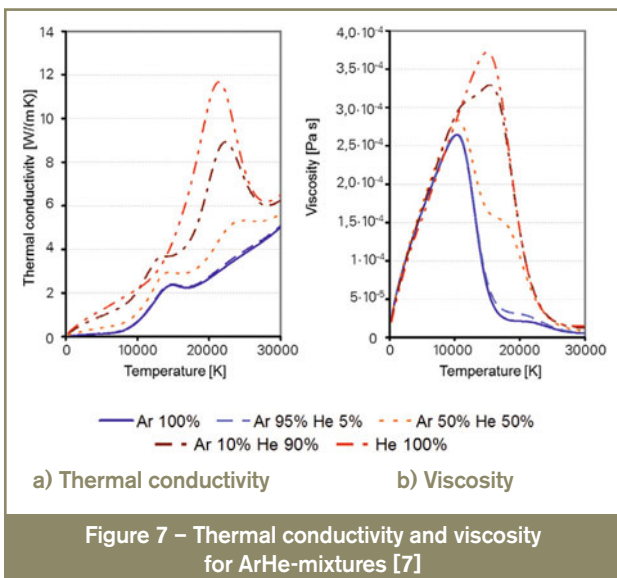 14
12
10
8
6
4
2
0
Thermal conductivity [W/(mK)]
0 10000 20000 30000
Temperature [K]
4,0·10⁻⁴
3,5·10⁻⁴
3,0·10⁻⁴
2,5·10⁻⁴
2,0·10⁻⁴
1,5·10⁻⁴
1,0·10⁻⁴
5·10⁻⁵
0
Viscosity [Pa s]
0 10000 20000 30000
Temperature [K]
Ar 100% Ar 95% He 5% Ar 50% He 50%
Ar 10% He 90% He 100%
a) Thermal conductivity b) Viscosity
Figure 7 – Thermal conductivity and viscosity
for ArHe-mixtures [7]